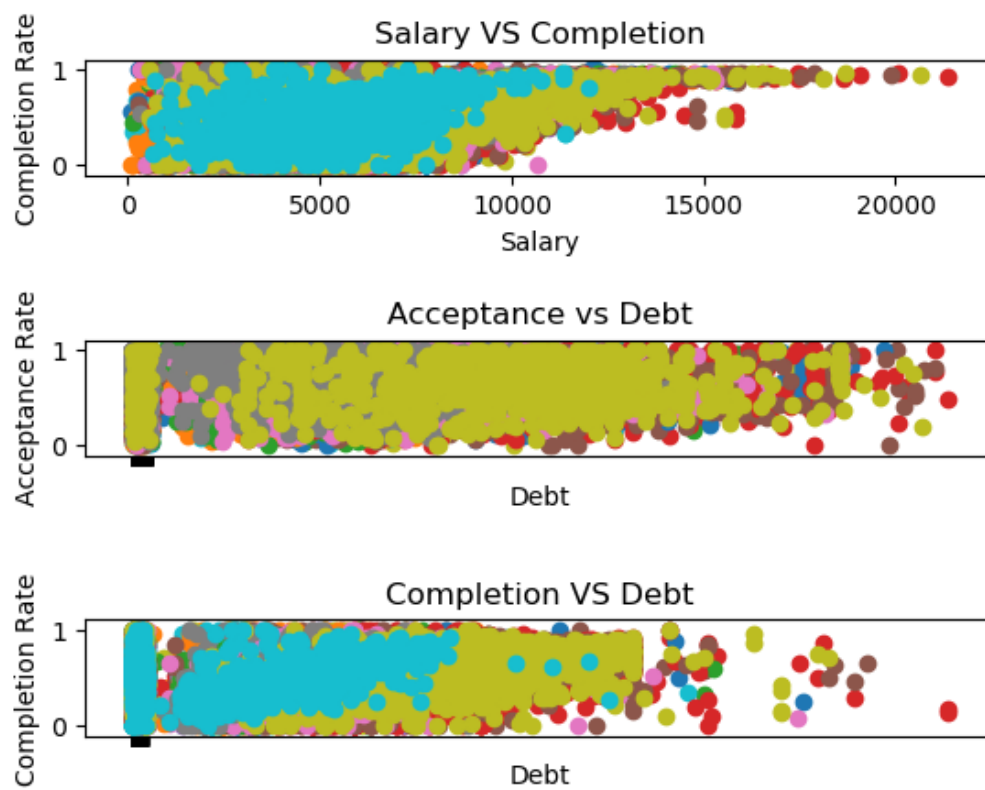 Salary VS Completion
Completion Rate
1
0
0 5000 10000 15000 20000
Salary
Acceptance vs Debt
Acceptance Rate
1
0
Debt
Completion VS Debt
Completion Rate
1
0
Debt